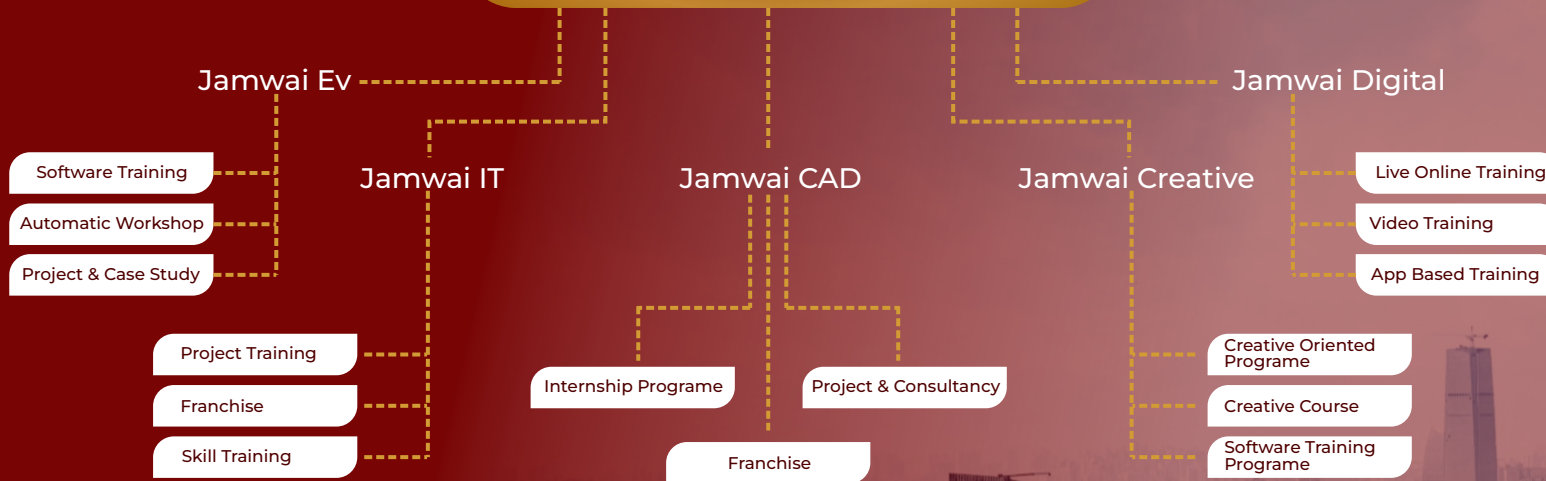 Jamwai Ev
Jamwai Digital
Software Training
Automatic Workshop
Project & Case Study
Jamwai IT
Jamwai CAD
Jamwai Creative
Live Online Training
Video Training
App Based Training
Project Training
Franchise
Skill Training
Internship Programe
Project & Consultancy
Franchise
Creative Oriented
Programe
Creative Course
Software Training
Programe